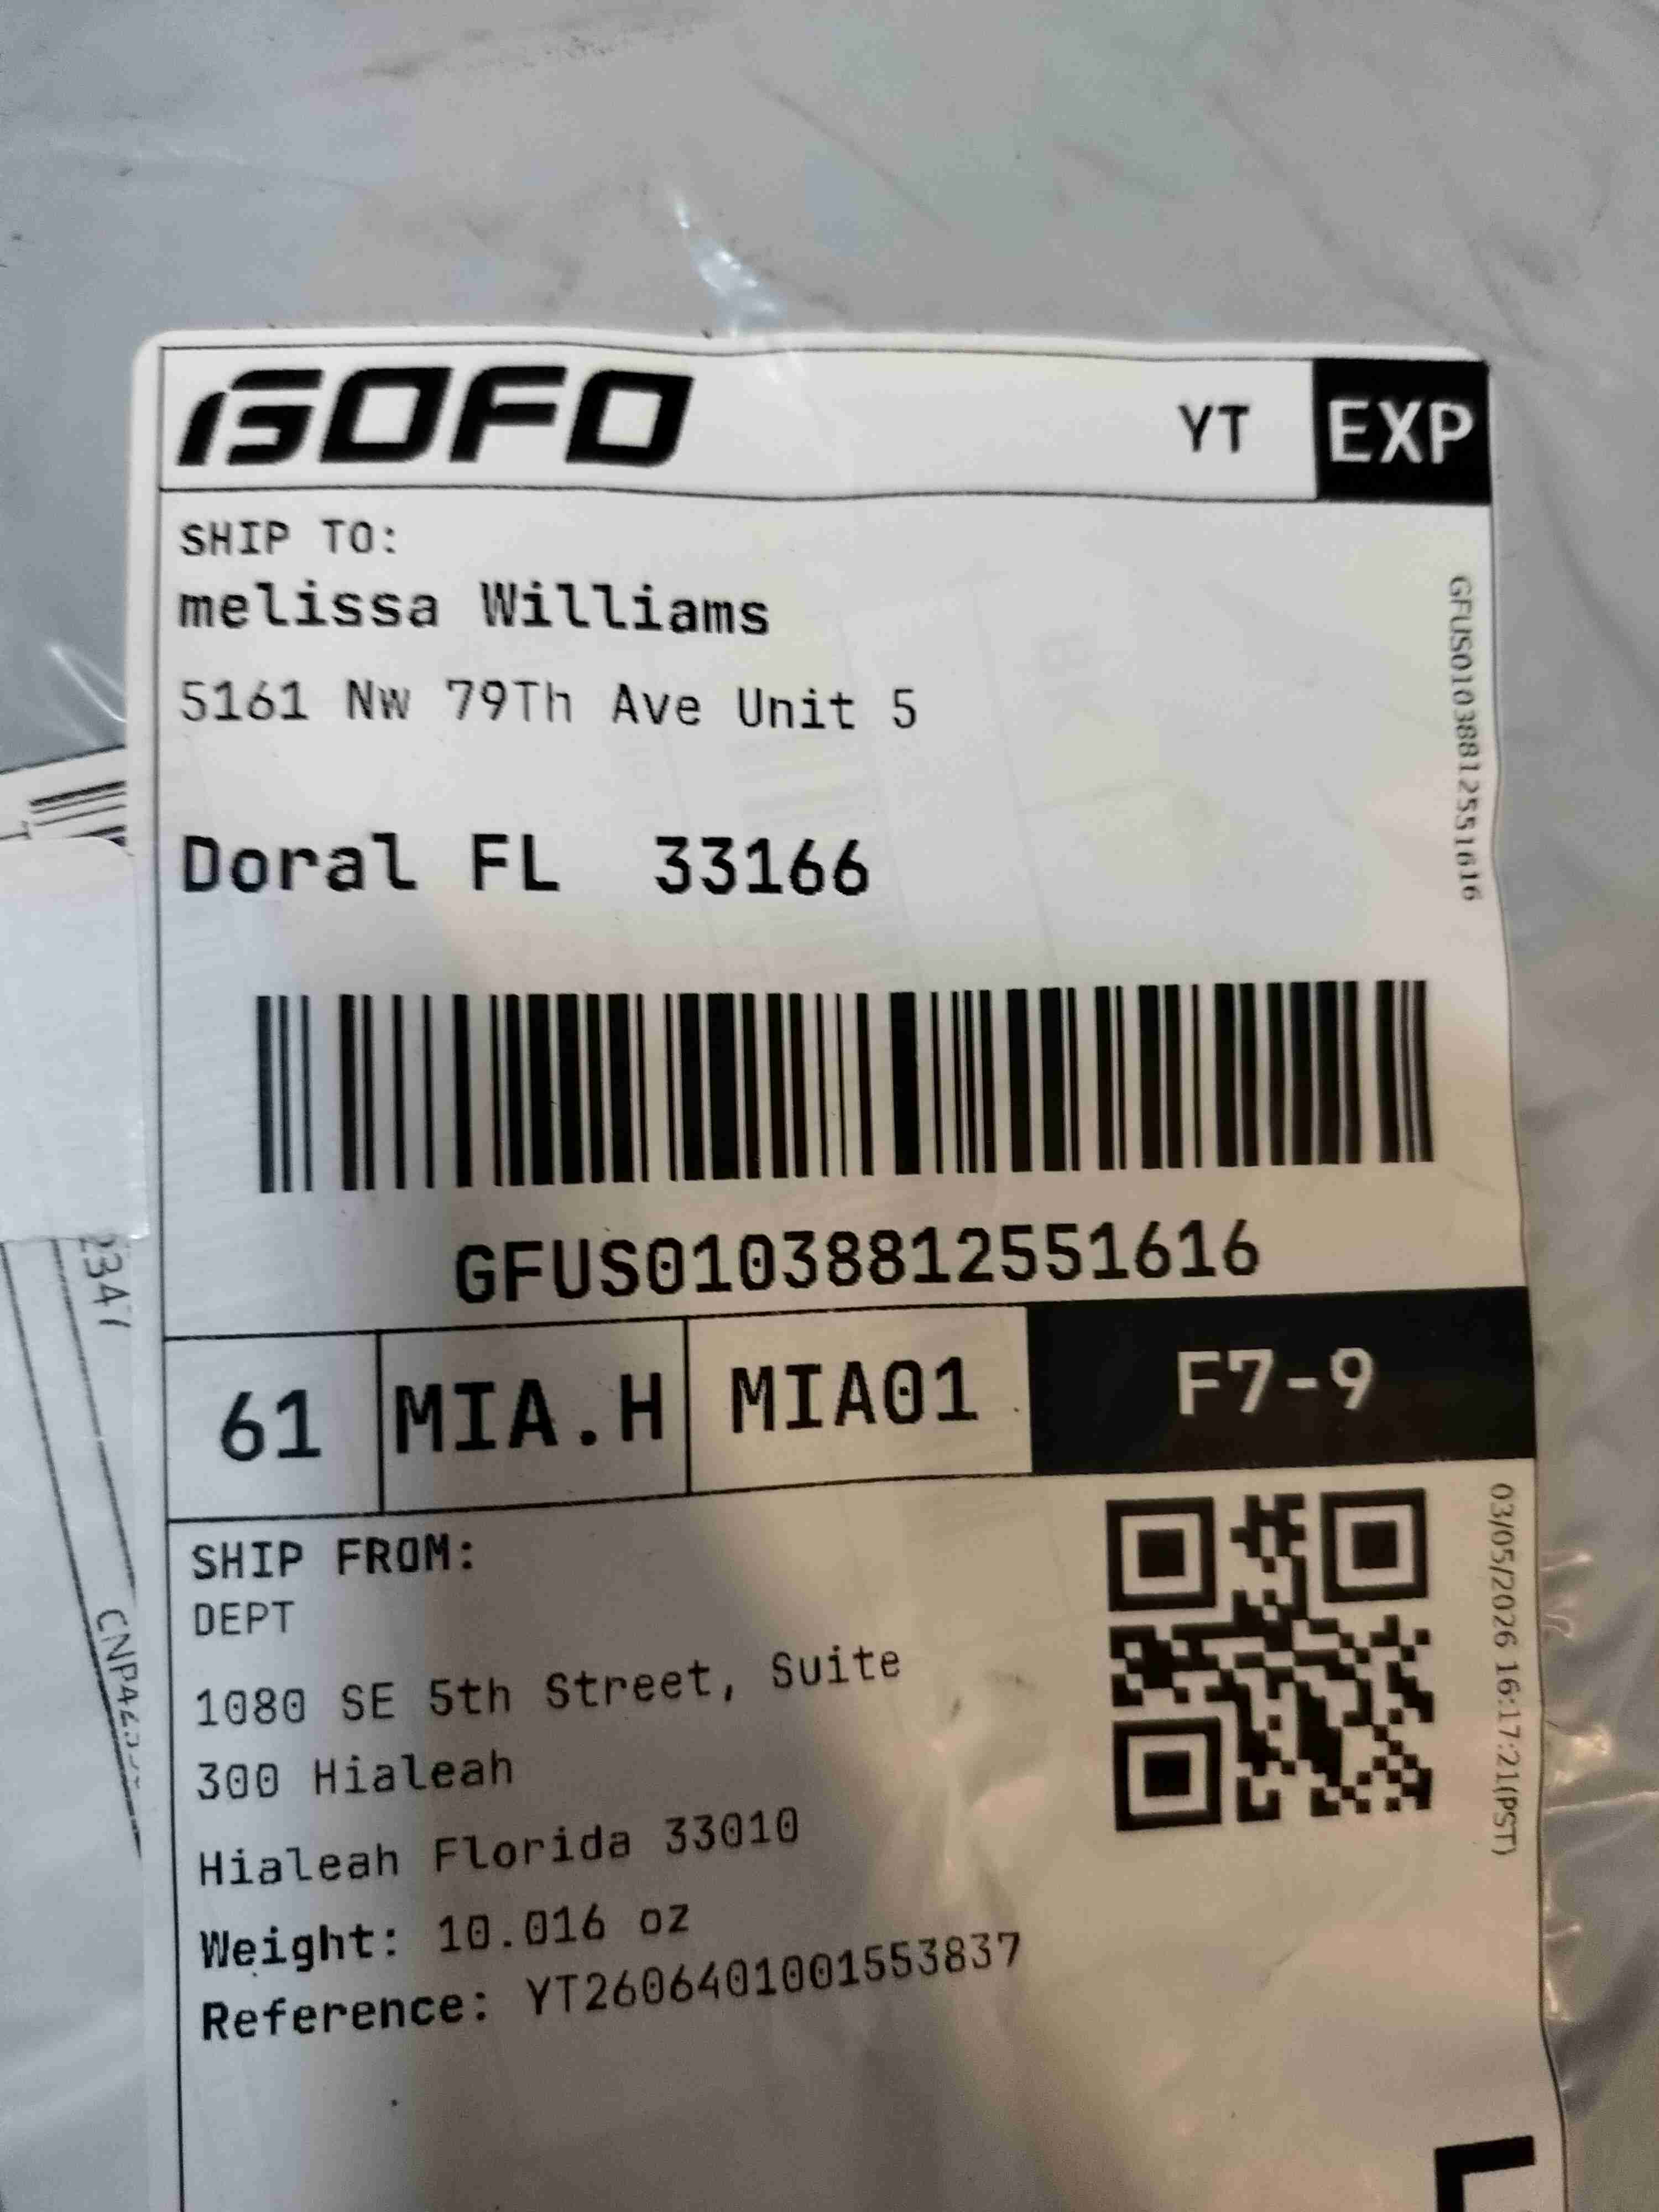 GOFO
YT
EXP
SHIP TO:
melissa Williams
5161 Nw 79Th Ave Unit 5
Doral FL 33166
GFUS01038812551616
GFUS01038812551616
61
MIA.H
MIA01
F7-9
SHIP FROM:
DEPT
1080 SE 5th Street, Suite
300 Hialeah
Hialeah Florida 33010
Weight: 10.016 oz
Reference: YT2606401001553837
03/05/2026 16:17:21(PST)